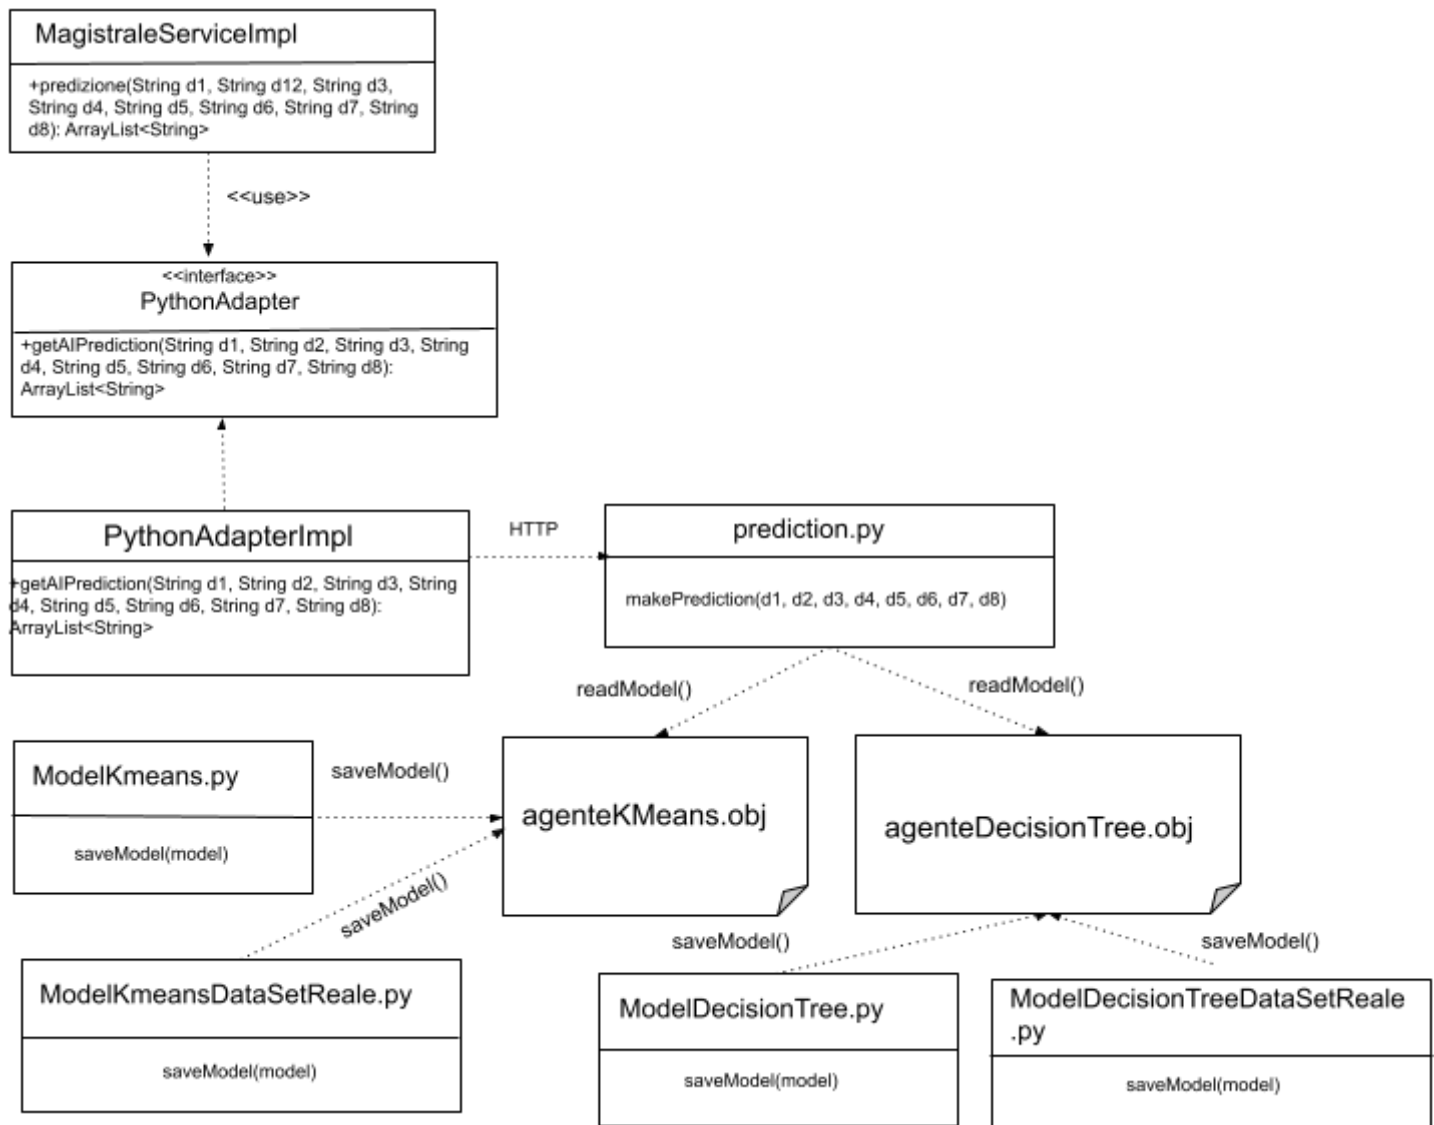 MagistraleServiceImpl
+predizione(String d1, String d12, String d3,
String d4, String d5, String d6, String d7, String
d8): ArrayList<String>
<<use>>
<<interface>>
PythonAdapter
+getAIPrediction(String d1, String d2, String d3, String
d4, String d5, String d6, String d7, String d8):
ArrayList<String>
PythonAdapterImpl
+getAIPrediction(String d1, String d2, String d3, String
d4, String d5, String d6, String d7, String d8):
ArrayList<String>
HTTP
prediction.py
makePrediction(d1, d2, d3, d4, d5, d6, d7, d8)
readModel()
readModel()
ModelKmeans.py
saveModel(model)
saveModel()
agenteKMeans.obj
agenteDecisionTree.obj
saveModel()
saveModel()
saveModel()
ModelKmeansDataSetReale.py
saveModel(model)
ModelDecisionTree.py
saveModel(model)
ModelDecisionTreeDataSetReale
.py
saveModel(model)